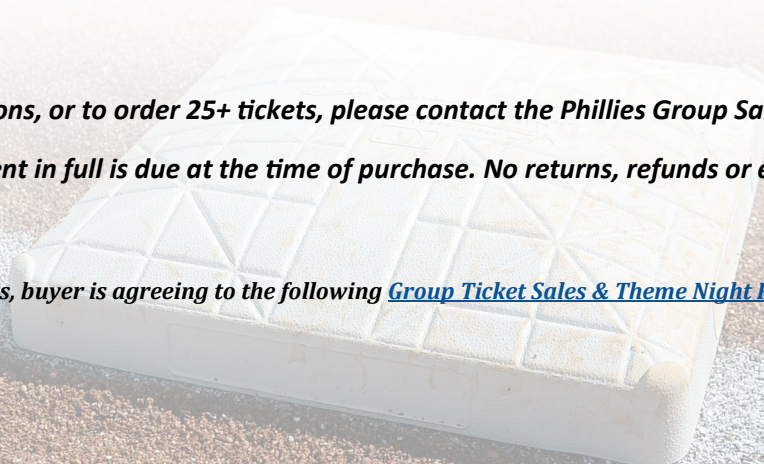 ons, or to order 25+ tickets, please contact the Phillies Group Sa
ent in full is due at the time of purchase. No returns, refunds or e
s, buyer is agreeing to the following Group Ticket Sales & Theme Night